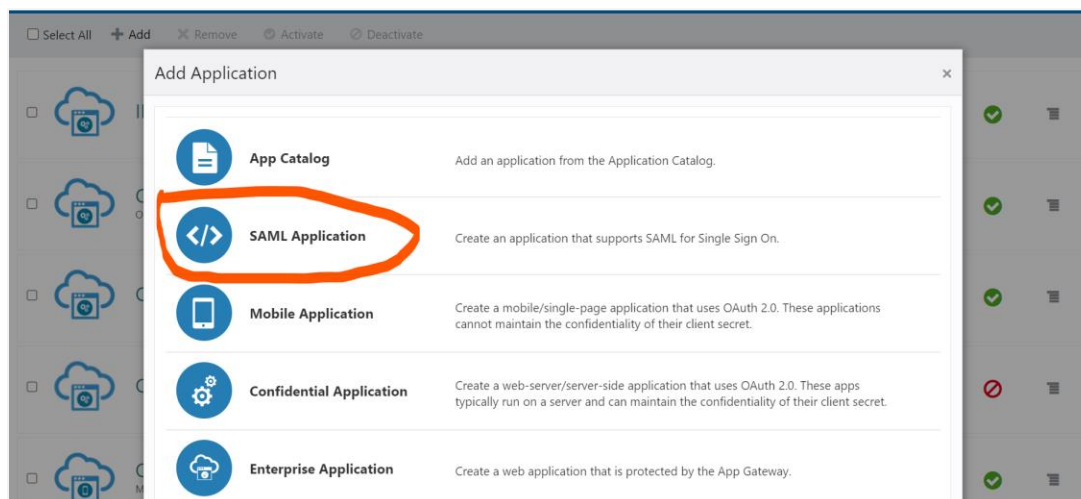 Select All Add Remove Activate Deactivate
Add Application
App Catalog
Add an application from the Application Catalog.
SAML Application
Create an application that supports SAML for Single Sign On.
Mobile Application
Create a mobile/single-page application that uses OAuth 2.0. These applications
cannot maintain the confidentiality of their client secret.
Confidential Application
Create a web-server/server-side application that uses OAuth 2.0. These apps
typically run on a server and can maintain the confidentiality of their client secret.
Enterprise Application
Create a web application that is protected by the App Gateway.